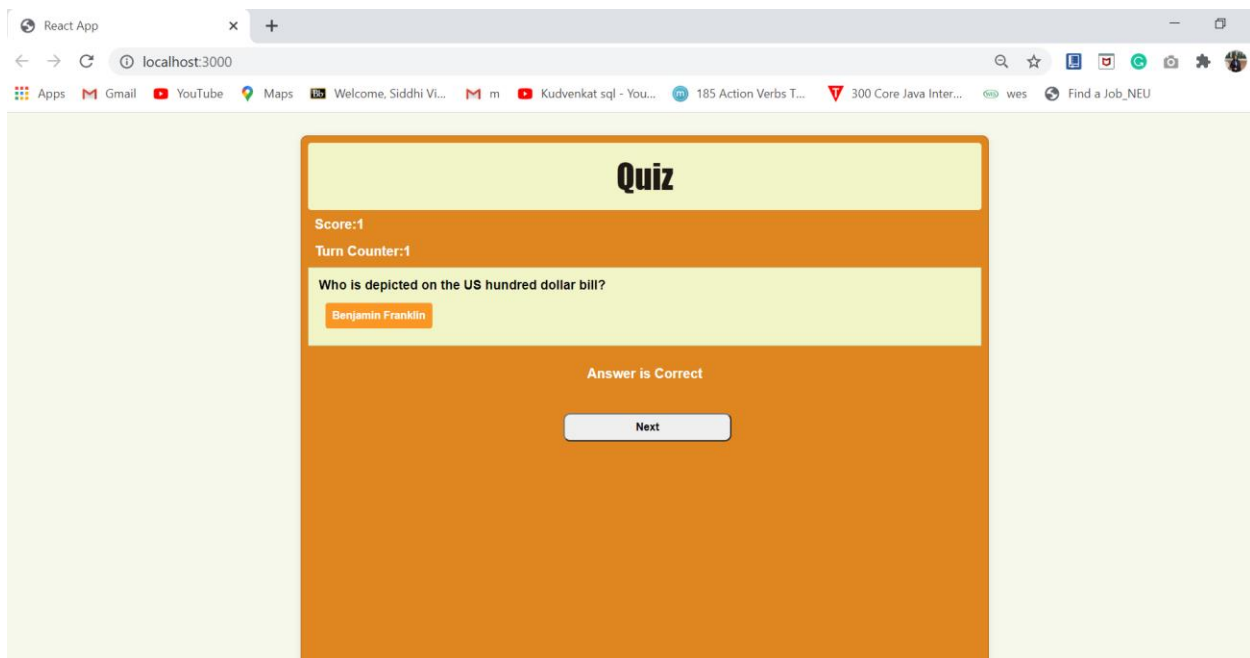 React App
localhost:3000
Apps M Gmail YouTube Maps Bb Welcome, Siddhi Vi... M m Kudvenkat sql - You... m 185 Action Verbs T... 300 Core Java Inter... wes Find a Job_NEU
Quiz
Score:1
Turn Counter:1
Who is depicted on the US hundred dollar bill?
Benjamin Franklin
Answer is Correct
Next